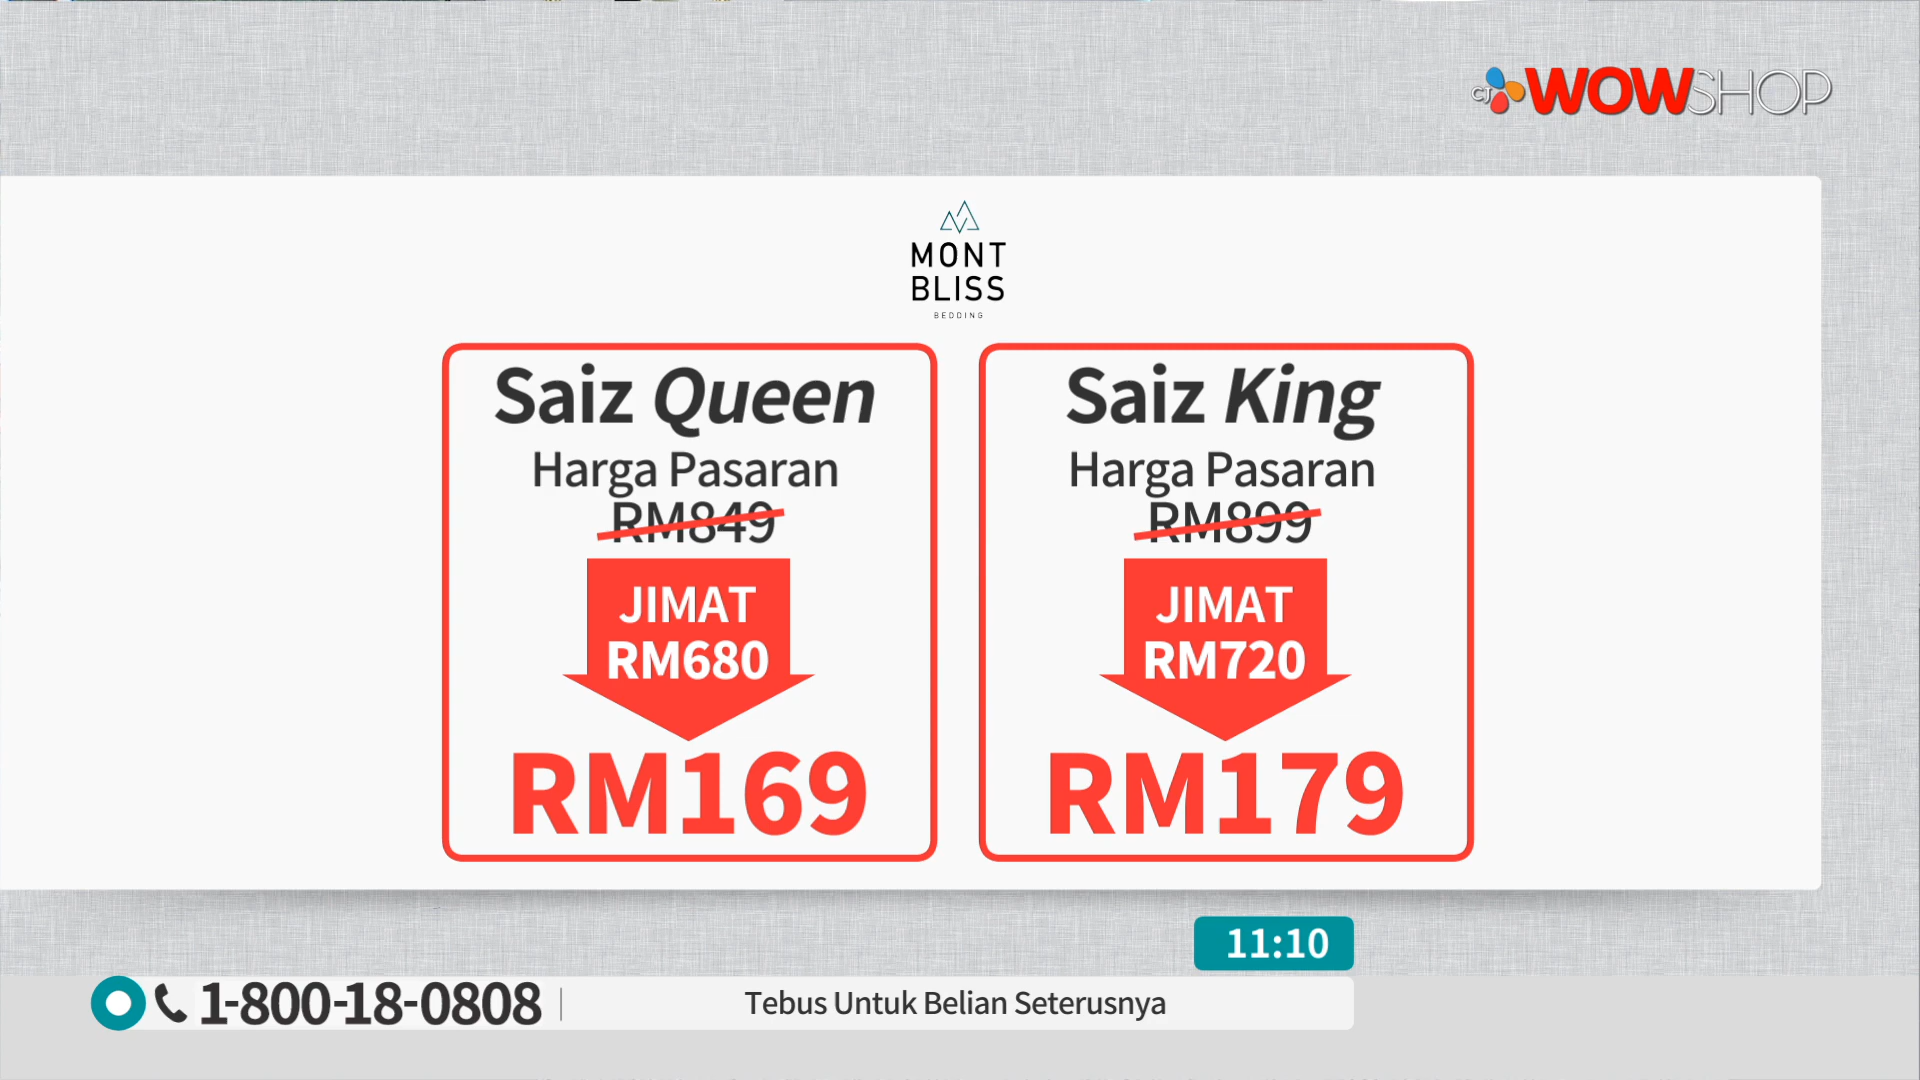 CJ WOWSHOP
MONT
BLISS
BEDDING
Saiz Queen
Harga Pasaran
RM849
JIMAT
RM680
RM169
Saiz King
Harga Pasaran
RM899
JIMAT
RM720
RM179
11:10
1-800-18-0808
Tebus Untuk Belian Seterusnya